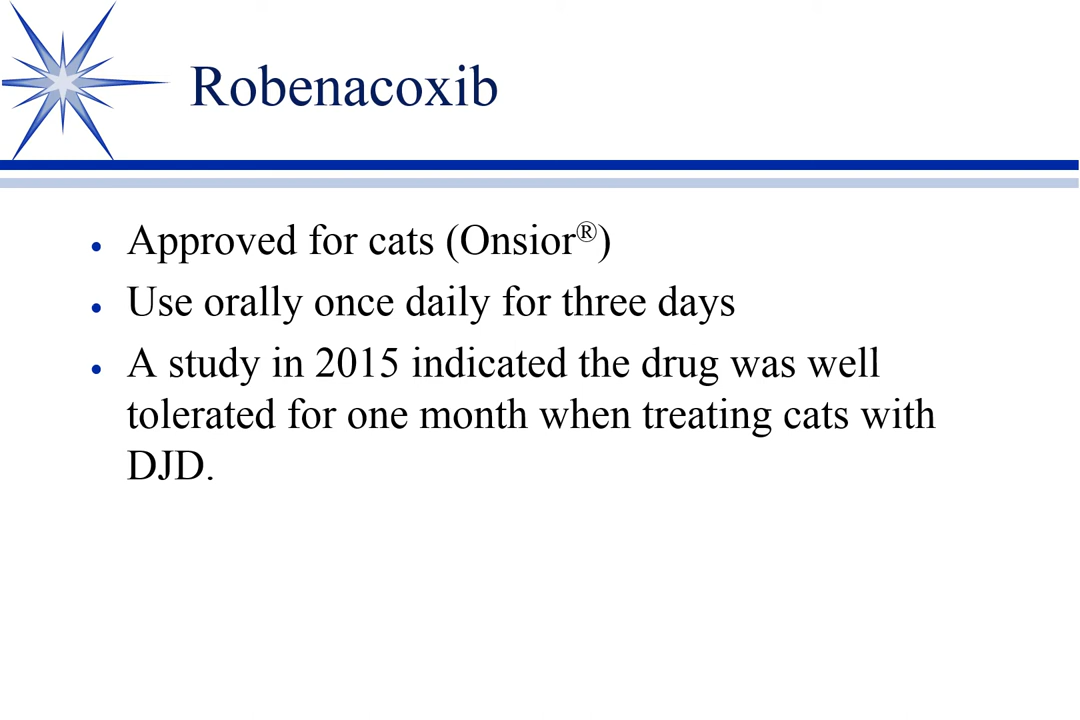 Robenacoxib
• Approved for cats (Onsior®)
• Use orally once daily for three days
• A study in 2015 indicated the drug was well
tolerated for one month when treating cats with
DJD.